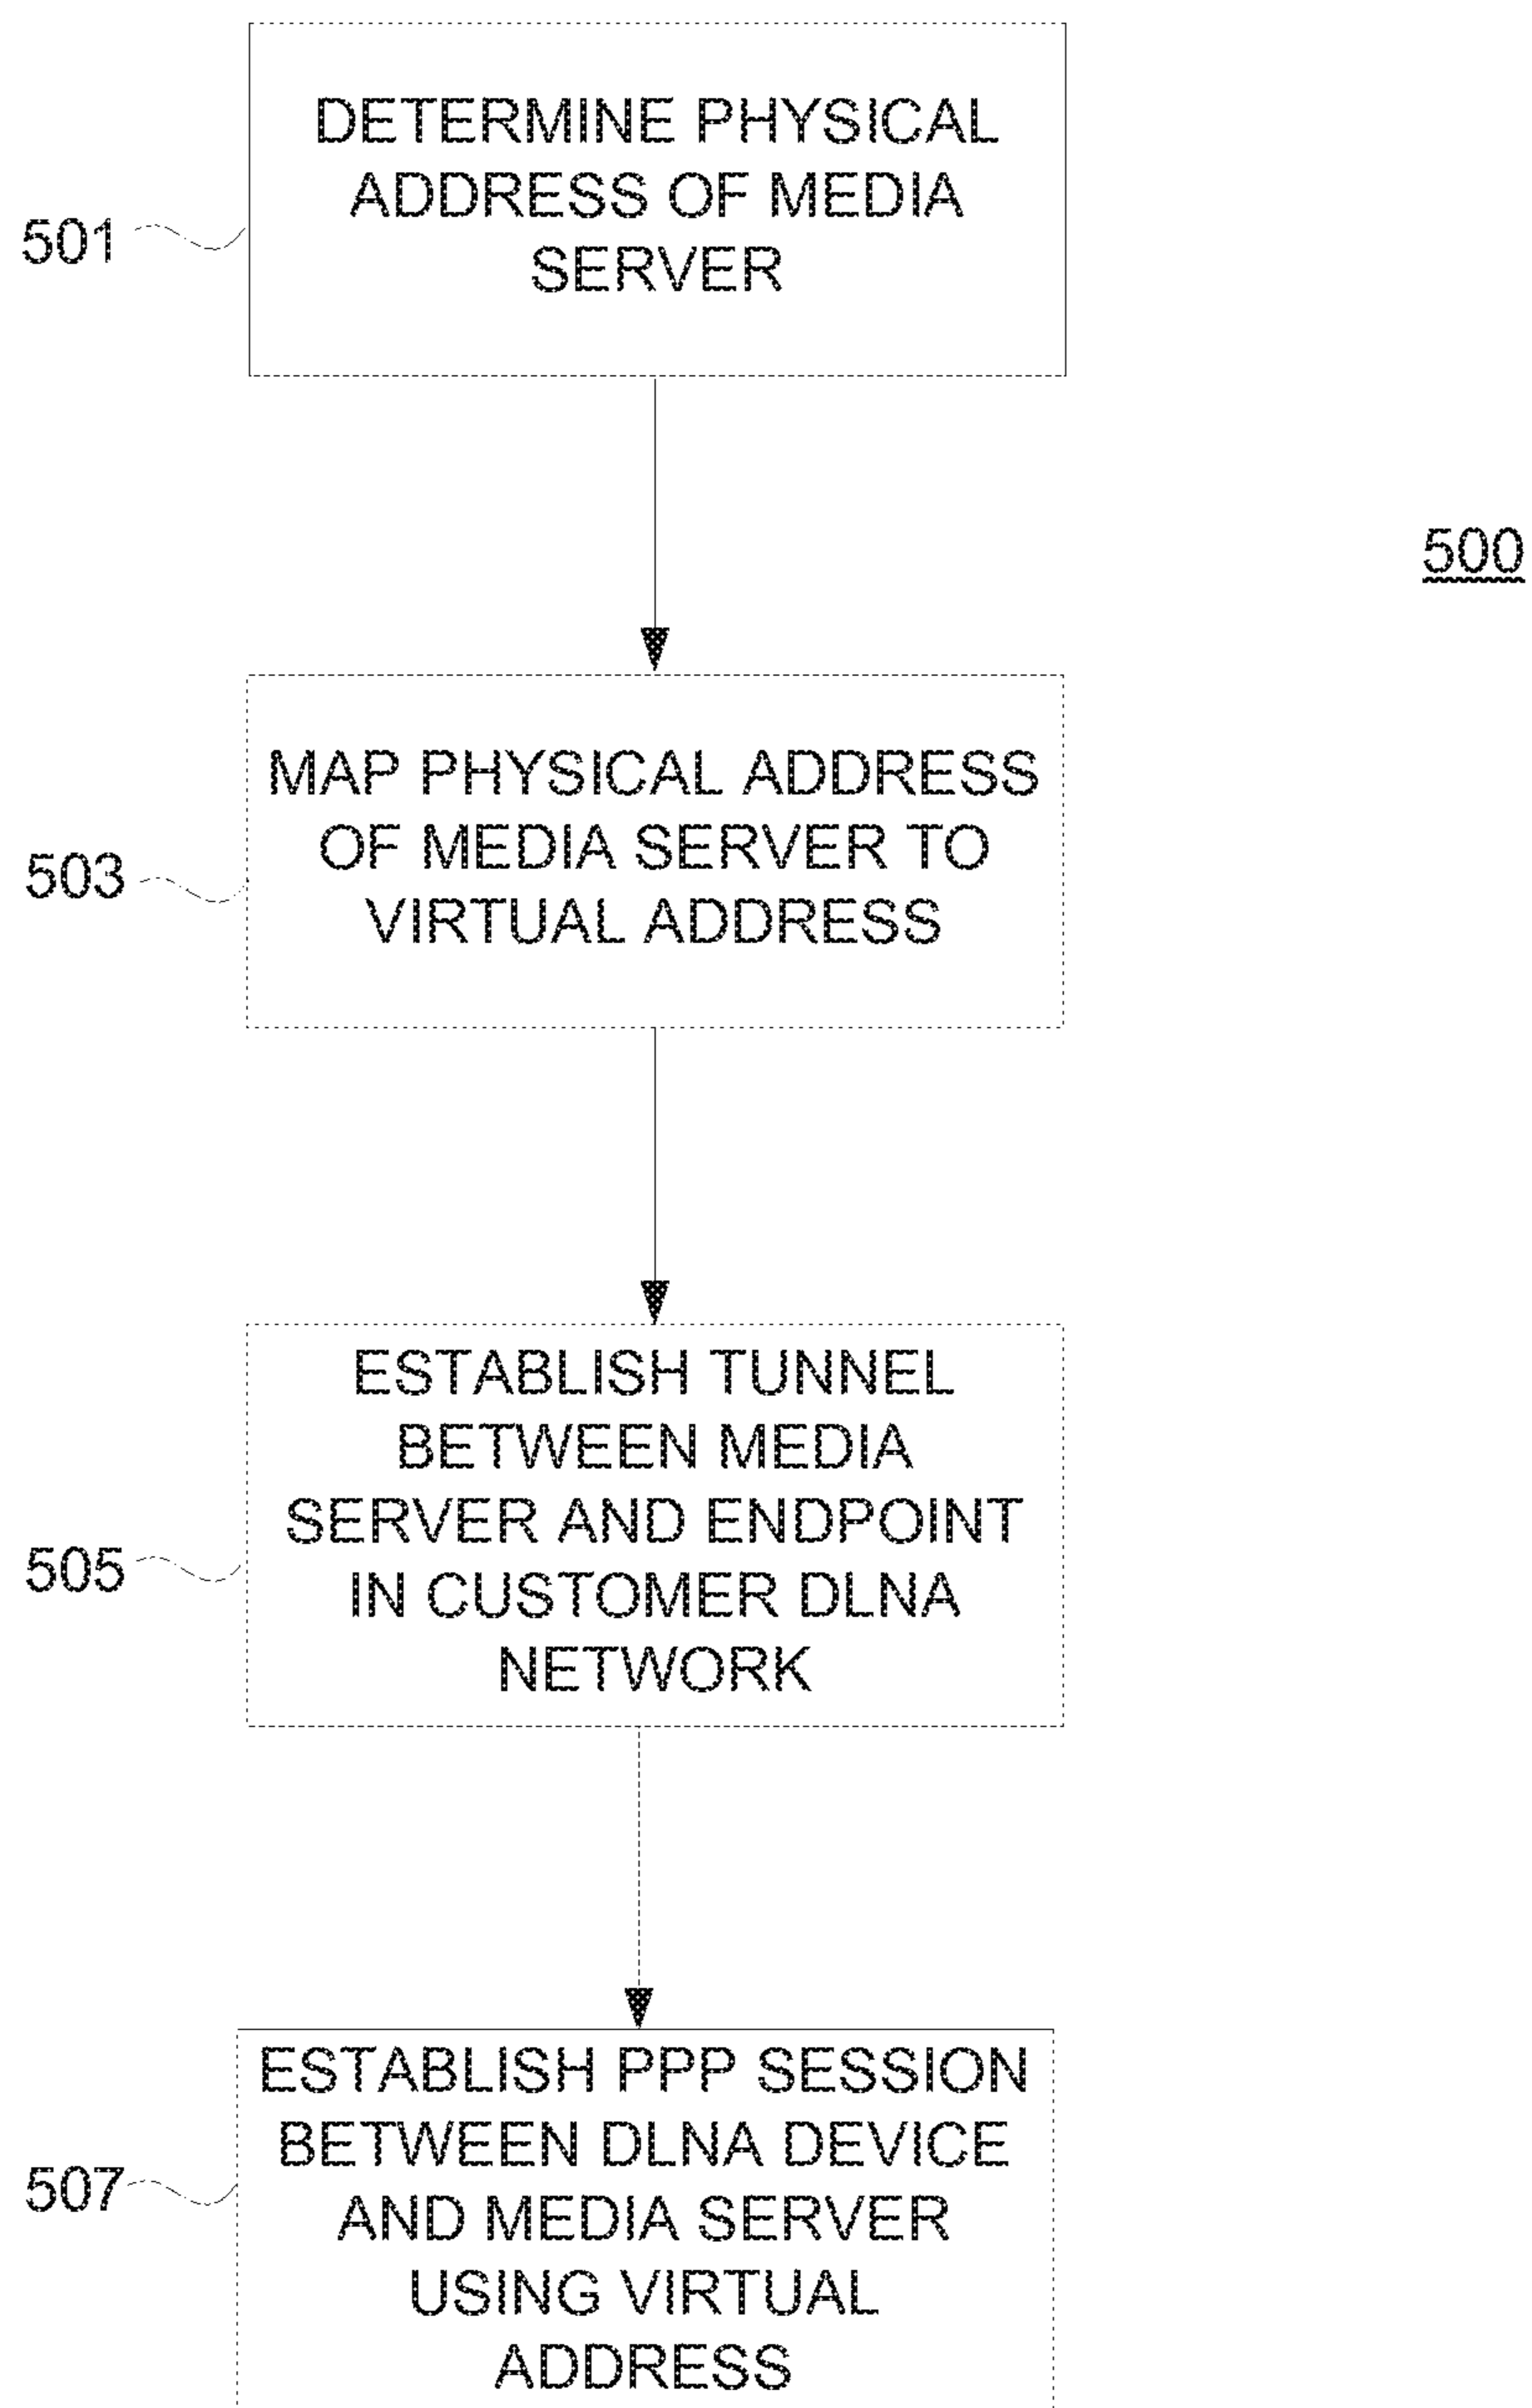 DETERMINE PHYSICAL
ADDRESS OF MEDIA
SERVER
501
500
MAP PHYSICAL ADDRESS
OF MEDIA SERVER TO
VIRTUAL ADDRESS
503
ESTABLISH TUNNEL
BETWEEN MEDIA
SERVER AND ENDPOINT
IN CUSTOMER DLNA
NETWORK
505
ESTABLISH PPP SESSION
BETWEEN DLNA DEVICE
AND MEDIA SERVER
USING VIRTUAL
ADDRESS
507